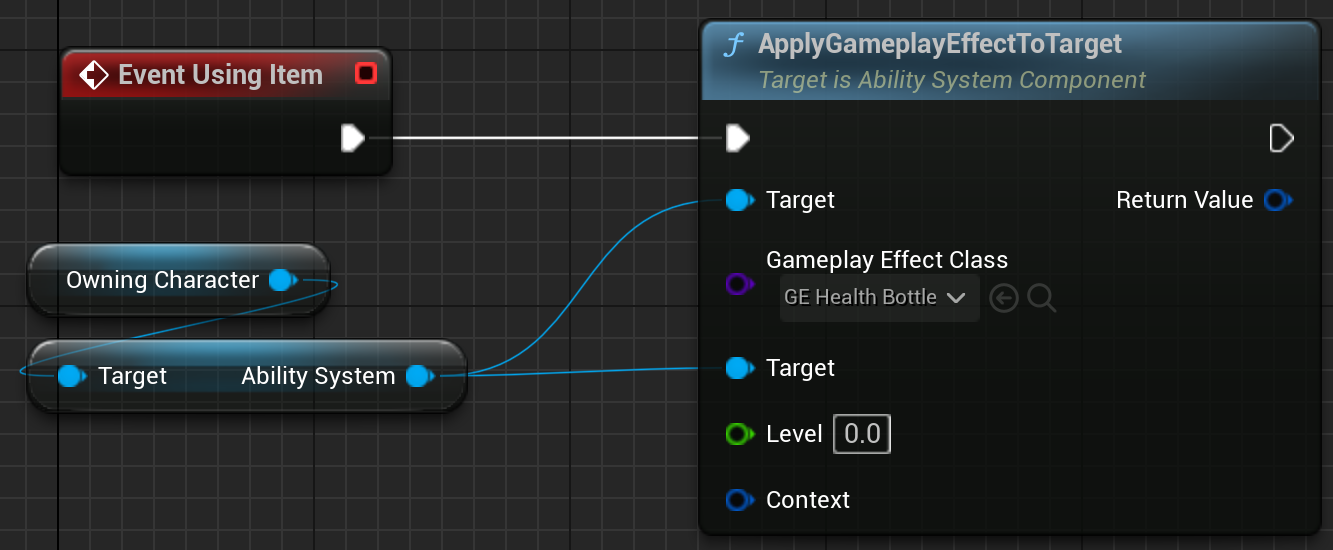 Event Using Item
Owning Character
Target Ability System
f ApplyGameplayEffectToTarget
Target is Ability System Component
Target Return Value
Gameplay Effect Class
GE Health Bottle
Target
Level 0.0
Context